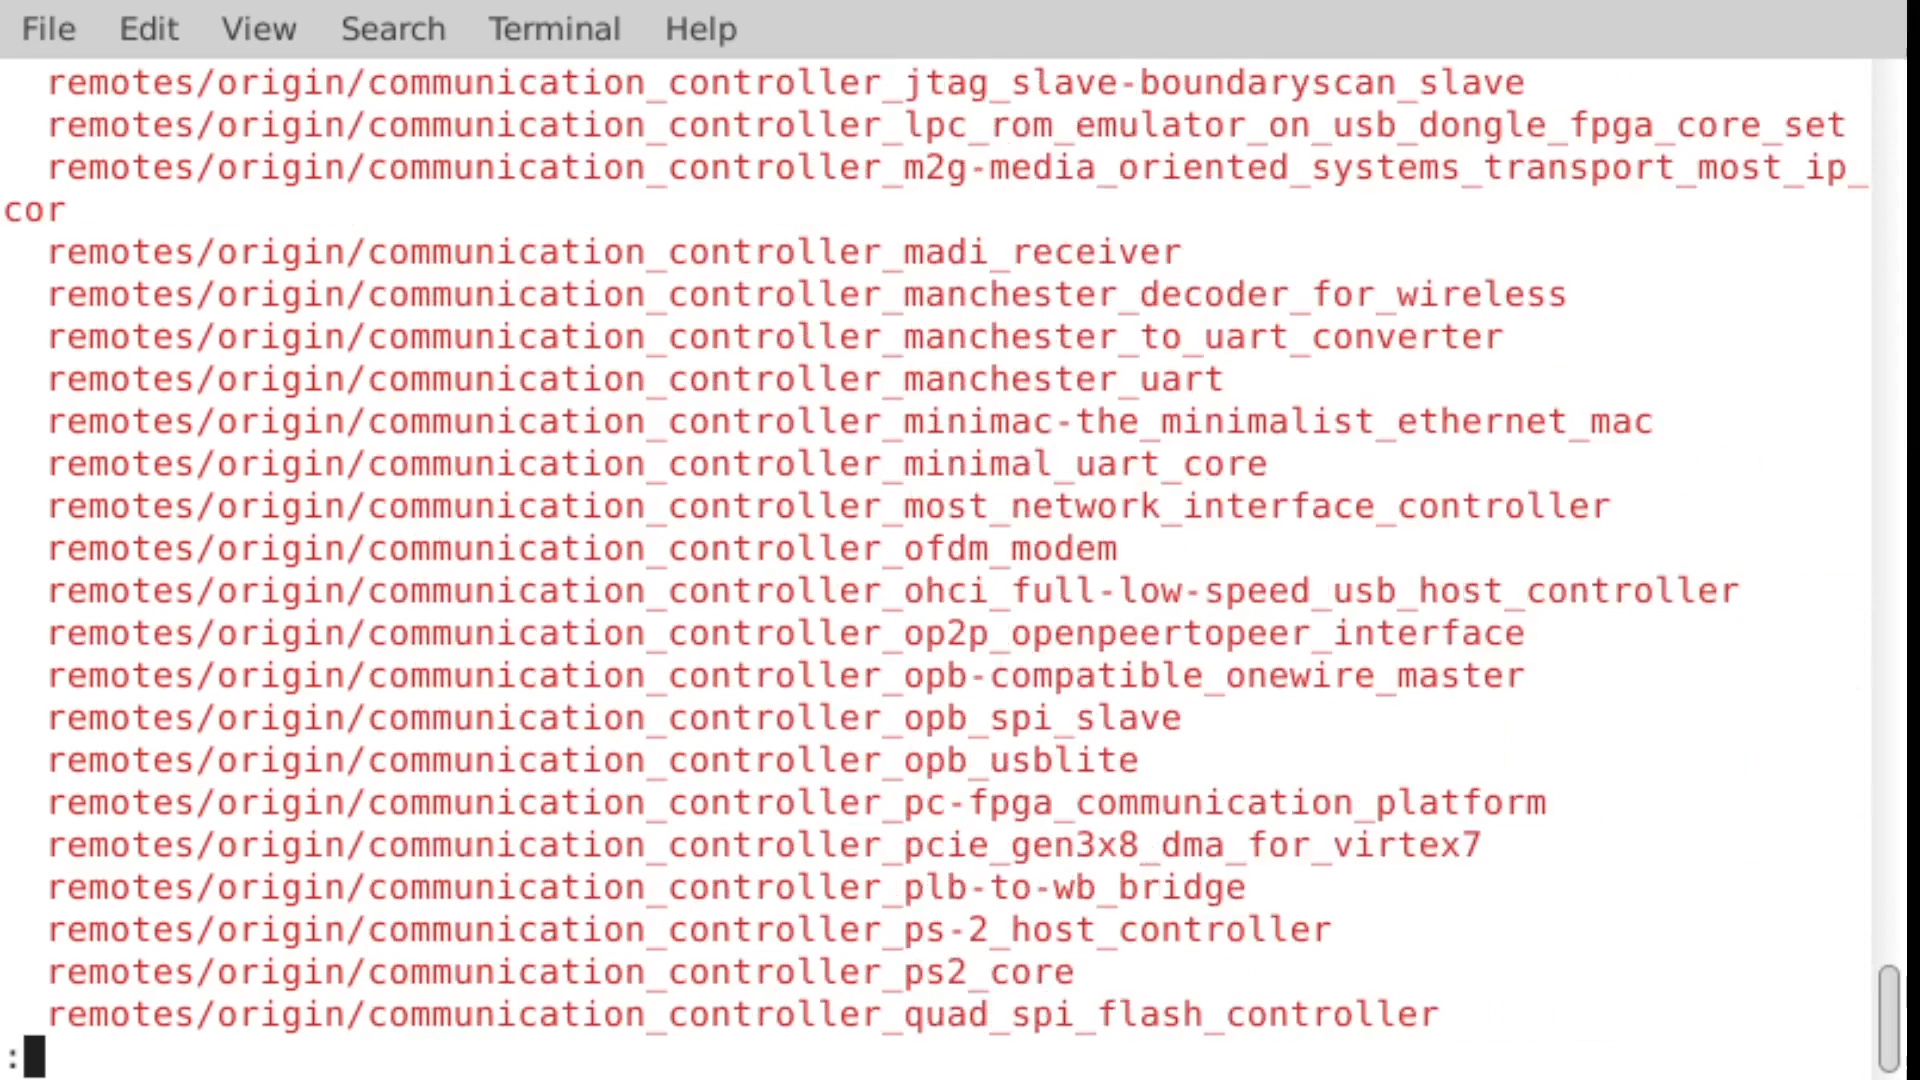 File Edit View Search Terminal Help
remotes/origin/communication_controller_jtag_slave-boundaryscan_slave
remotes/origin/communication_controller_lpc_rom_emulator_on_usb_dongle_fpga_core_set
remotes/origin/communication_controller_m2g-media_oriented_systems_transport_most_ip_
cor
remotes/origin/communication_controller_madi_receiver
remotes/origin/communication_controller_manchester_decoder_for_wireless
remotes/origin/communication_controller_manchester_to_uart_converter
remotes/origin/communication_controller_manchester_uart
remotes/origin/communication_controller_minimac-the_minimalist_ethernet_mac
remotes/origin/communication_controller_minimal_uart_core
remotes/origin/communication_controller_most_network_interface_controller
remotes/origin/communication_controller_ofdm_modem
remotes/origin/communication_controller_ohci_full-low-speed_usb_host_controller
remotes/origin/communication_controller_op2p_openpeertopeer_interface
remotes/origin/communication_controller_opb-compatible_onewire_master
remotes/origin/communication_controller_opb_spi_slave
remotes/origin/communication_controller_opb_usblite
remotes/origin/communication_controller_pc-fpga_communication_platform
remotes/origin/communication_controller_pcie_gen3x8_dma_for_virtex7
remotes/origin/communication_controller_plb-to-wb_bridge
remotes/origin/communication_controller_ps-2_host_controller
remotes/origin/communication_controller_ps2_core
remotes/origin/communication_controller_quad_spi_flash_controller
: